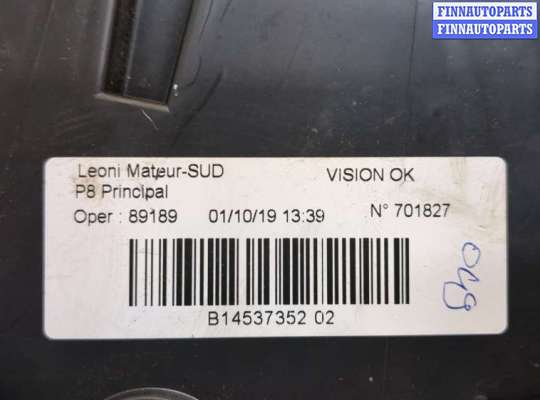 FINNAUTOPARTS
FINNAUTOPARTS
Leoni Mateur-SUD VISION OK
P8 Principal
Oper : 89189 01/10/19 13:39 N° 701827
B14537352 02